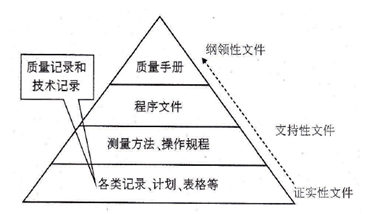 纲领性文件
质量记录和
技术记录
质量手册
程序文件
支持性文件
测量方法、操作规程
各类记录、计划、表格等
证实性文件